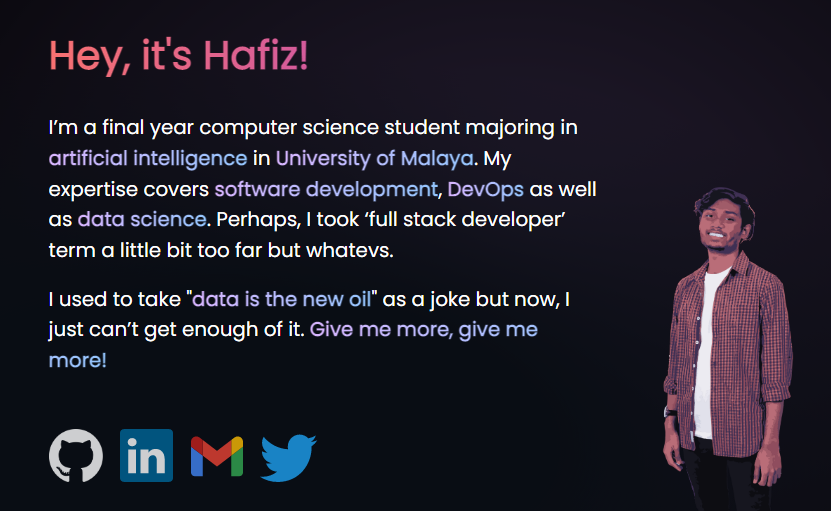 Hey, it's Hafiz!
I’m a final year computer science student majoring in
artificial intelligence in University of Malaya. My
expertise covers software development, DevOps as well
as data science. Perhaps, I took ‘full stack developer’
term a little bit too far but whatevs.
I used to take "data is the new oil" as a joke but now, I
just can’t get enough of it. Give me more, give me
more!
in